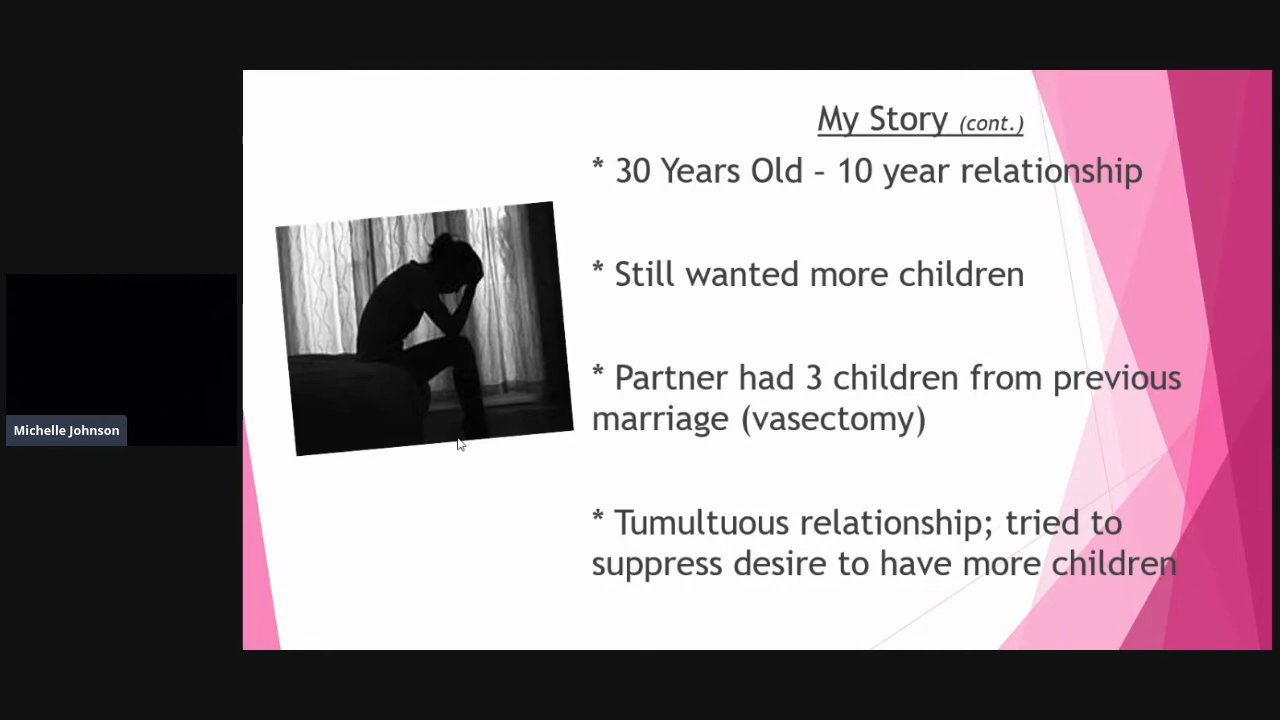 My Story (cont.)
* 30 Years Old – 10 year relationship
* Still wanted more children
* Partner had 3 children from previous
marriage (vasectomy)
* Tumultuous relationship; tried to
suppress desire to have more children
Michelle Johnson